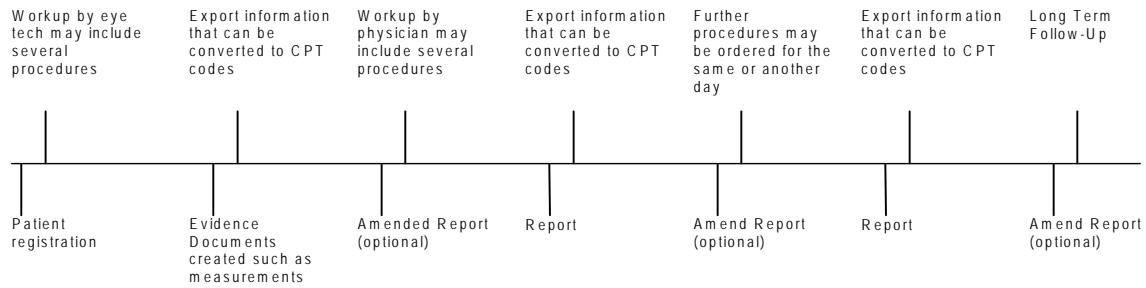 Workup by eye
tech may include
several
procedures
Export information
that can be
converted to CPT
codes
Workup by
physician may
include several
procedures
Export information
that can be
converted to CPT
codes
Further
procedures may
be ordered for the
same or another
day
Export information
that can be
converted to CPT
codes
Long Term
Follow-Up
Patient
registration
Evidence
Documents
created such as
measurements
Amended Report
(optional)
Report
Amend Report
(optional)
Report
Amend Report
(optional)